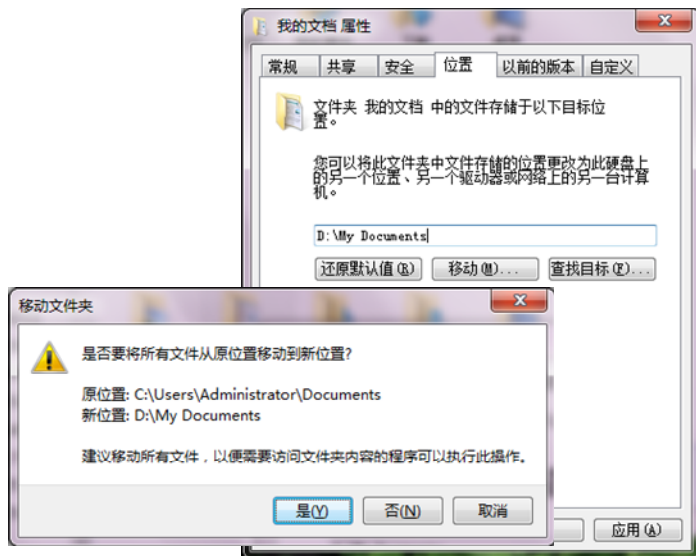 我的文档 属性
常规 共享 安全 位置 以前的版本 自定义
文件夹 我的文档 中的文件存储于以下目标位
置。
您可以将此文件夹中文件存储的位置更改为此硬盘上
的另一个位置、另一个驱动器或网络上的另一台计算
机。
D:\My Documents
还原默认值(R) 移动(M)... 查找目标(F)...
移动文件夹
是否要将所有文件从原位置移动到新位置?
原位置: C:\Users\Administrator\Documents
新位置: D:\My Documents
建议移动所有文件，以便需要访问文件夹内容的程序可以执行此操作。
是(Y) 否(N) 取消
应用(A)